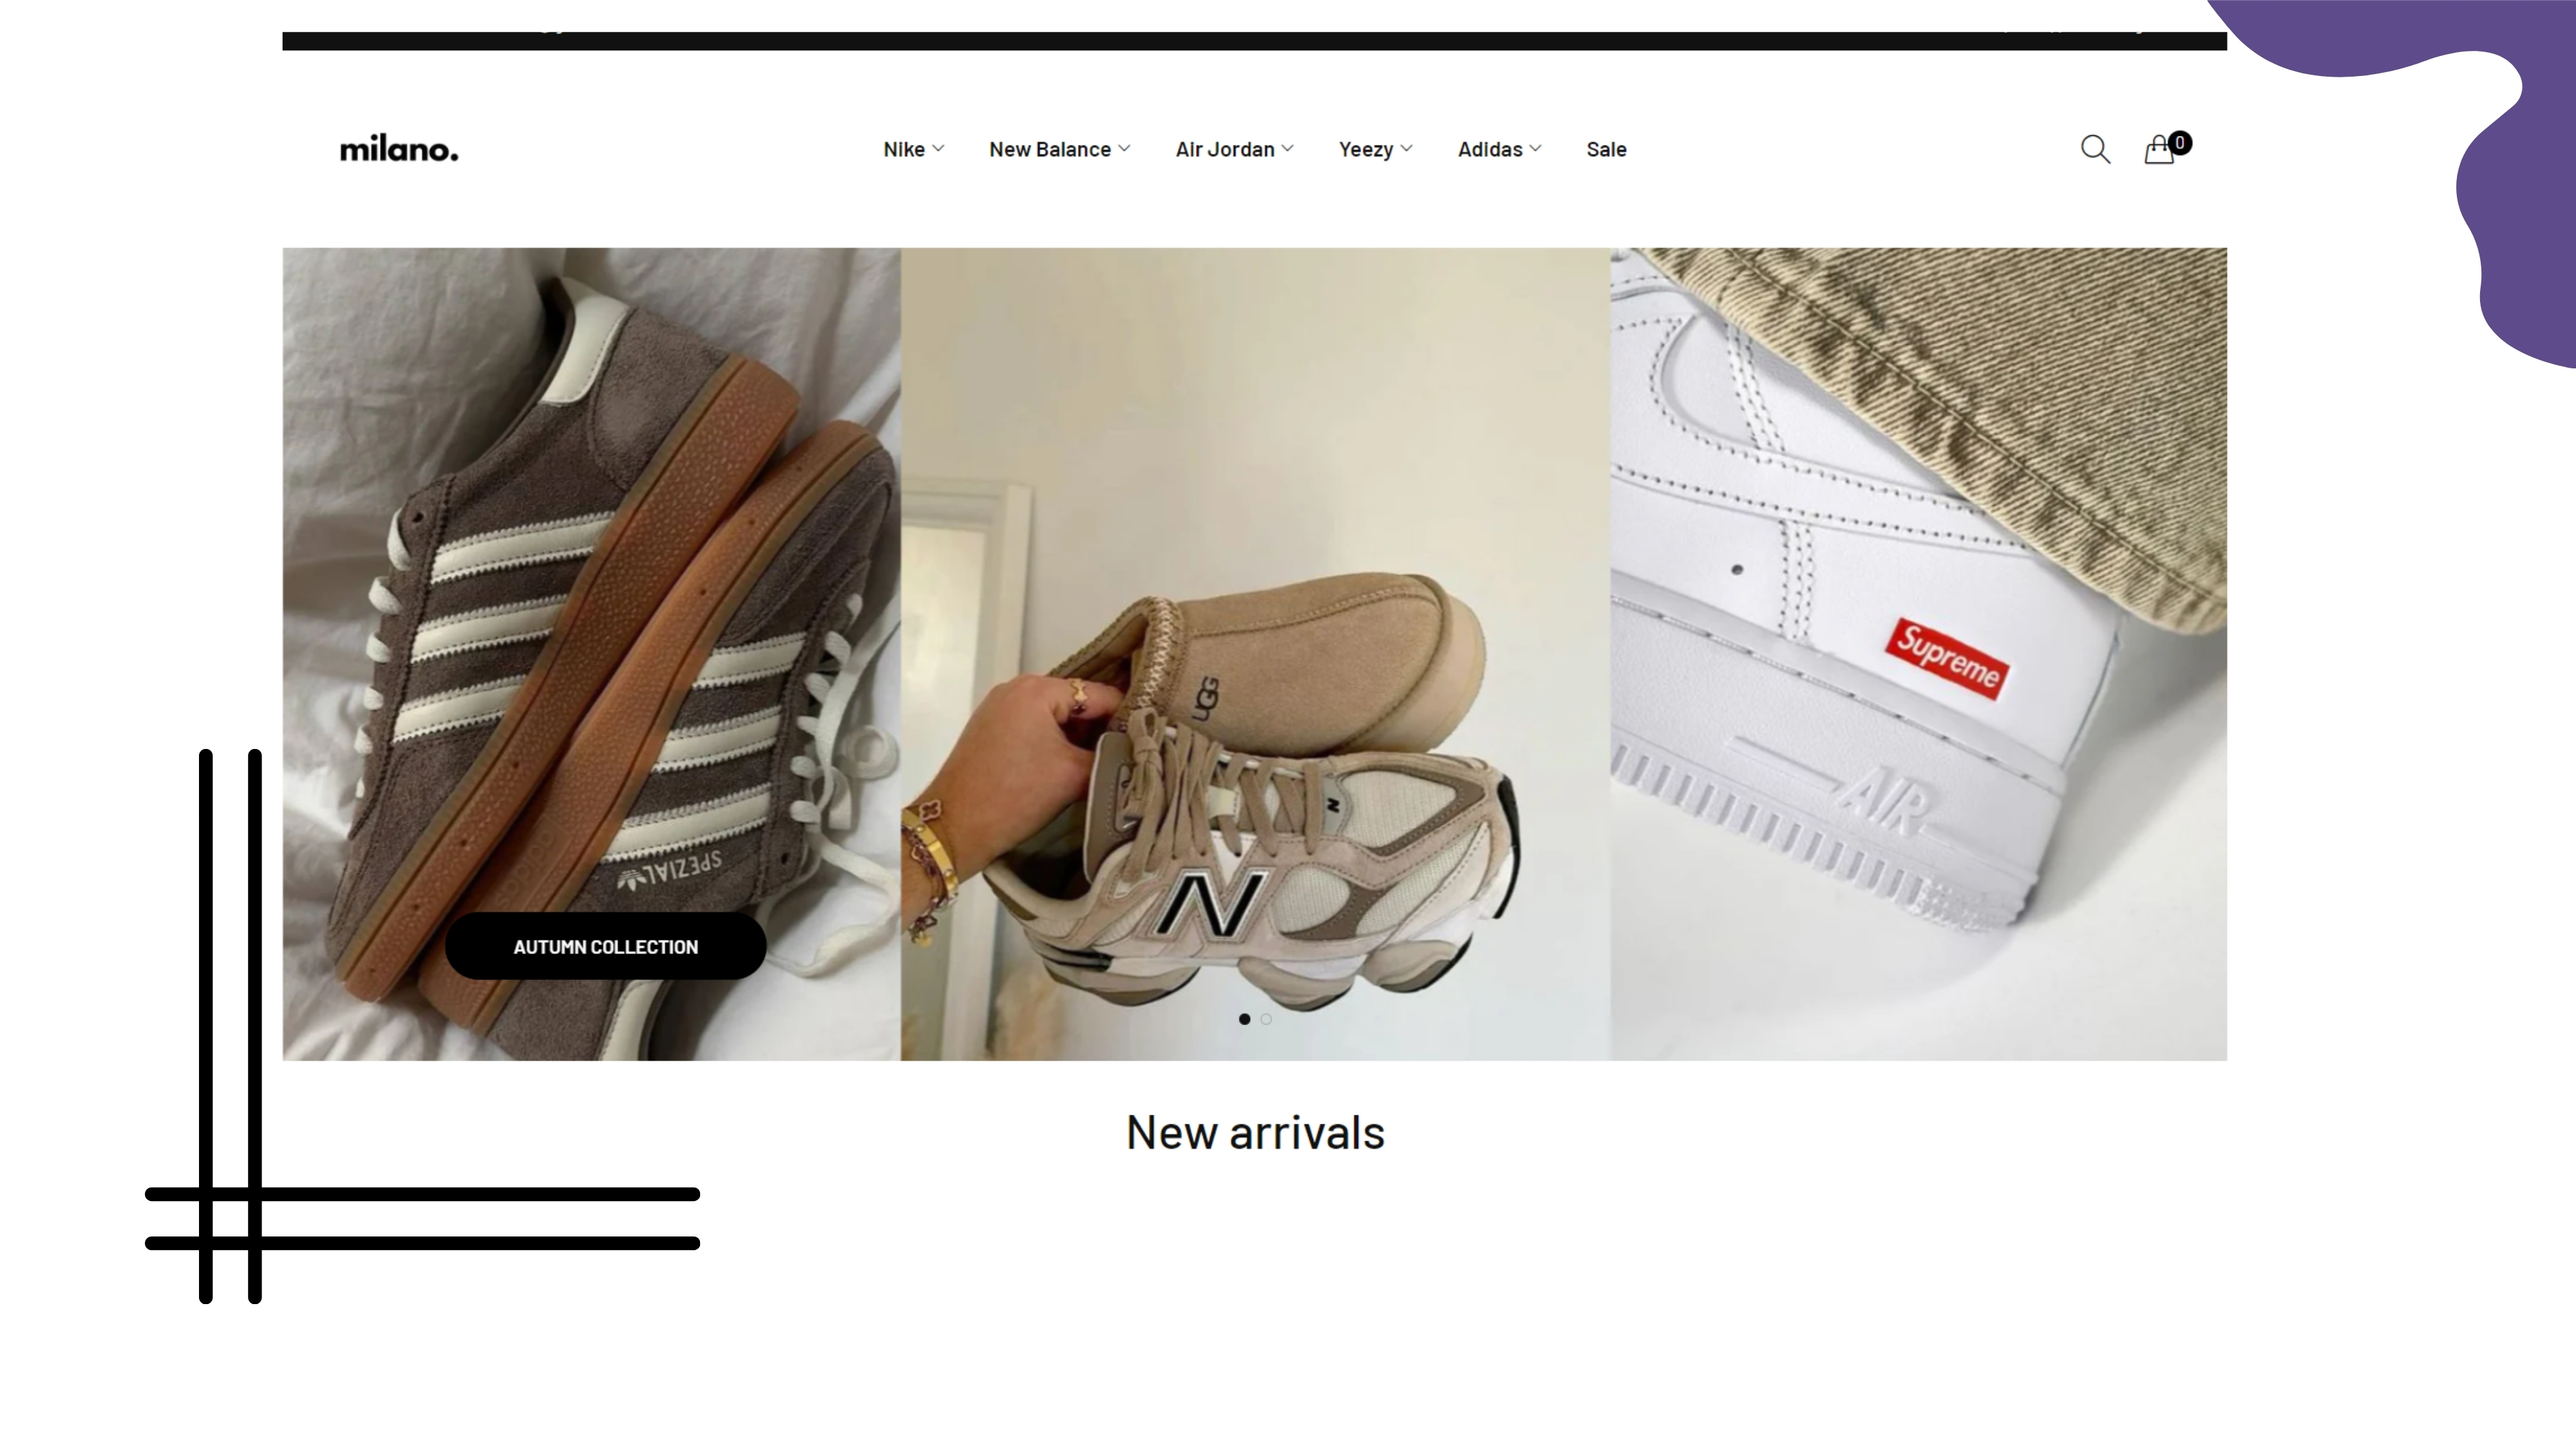 milano.
Nike
New Balance
Air Jordan
Yeezy
Adidas
Sale
0
SPEZIAL
UGG
N
N
Supreme
AIR
AUTUMN COLLECTION
New arrivals